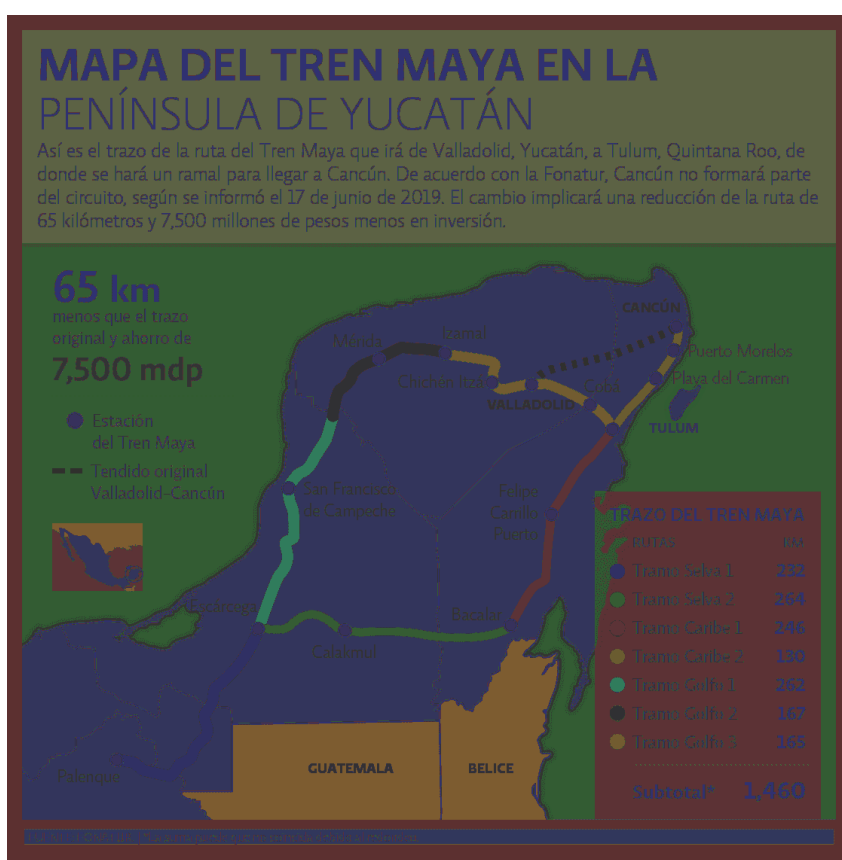 MAPA DEL TREN MAYA EN LA
PENÍNSULA DE YUCATÁN
Así es el trazo de la ruta del Tren Maya que irá de Valladolid, Yucatán, a Tulum, Quintana Roo, de
donde se hará un ramal para llegar a Cancún. De acuerdo con la Fonatur, Cancún no formará parte
del circuito, según se informó el 17 de junio de 2019. El cambio implicará una reducción de la ruta de
65 kilómetros y 7,500 millones de pesos menos en inversión.
65 km
menos que el trazo
original y ahorro de
7,500 mdp
Estación
del Tren Maya
Tendido original
Valladolid-Cancún
CANCÚN
Puerto Morelos
Playa del Carmen
TULUM
Izamal
Mérida
Chichén Itzá
VALLADOLID
Cobá
San Francisco
de Campeche
Felipe
Carrillo
Puerto
Escárcega
Calakmul
Bacalar
Palenque
GUATEMALA
BELICE
TRAZO DEL TREN MAYA
RUTAS KM
Tramo Selva 1 232
Tramo Selva 2 264
Tramo Caribe 1 246
Tramo Caribe 2 130
Tramo Golfo 1 262
Tramo Golfo 2 167
Tramo Golfo 3 165
Subtotal* 1,460